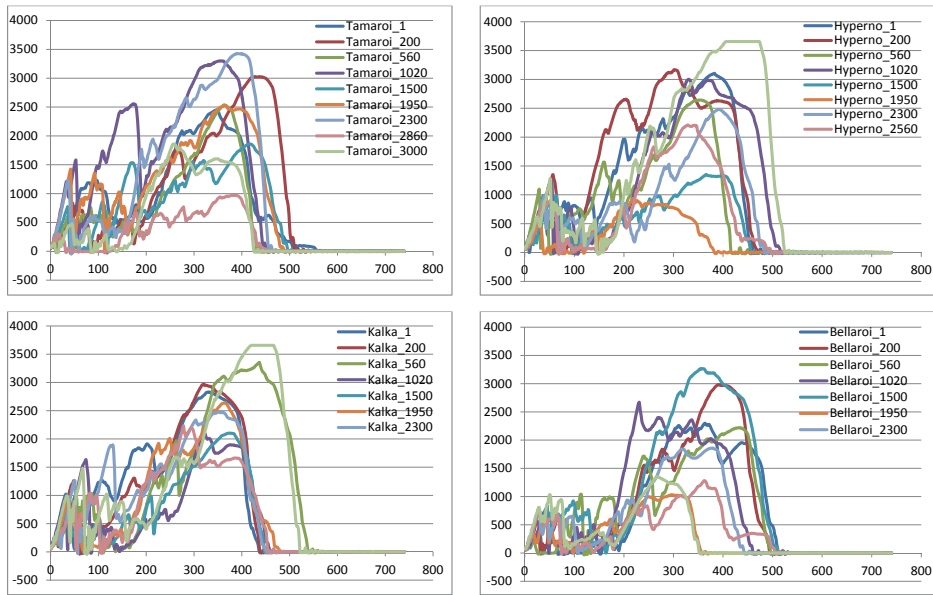 4000
3500
3000
2500
2000
1500
1000
500
0
-500
0 100 200 300 400 500 600 700 800
Tamaroi_1
Tamaroi_200
Tamaroi_560
Tamaroi_1020
Tamaroi_1500
Tamaroi_1950
Tamaroi_2300
Tamaroi_2860
Tamaroi_3000
4000
3500
3000
2500
2000
1500
1000
500
0
-500
0 100 200 300 400 500 600 700 800
Hyperno_1
Hyperno_200
Hyperno_560
Hyperno_1020
Hyperno_1500
Hyperno_1950
Hyperno_2300
Hyperno_2560
4000
3500
3000
2500
2000
1500
1000
500
0
-500
0 100 200 300 400 500 600 700 800
Kalka_1
Kalka_200
Kalka_560
Kalka_1020
Kalka_1500
Kalka_1950
Kalka_2300
4000
3500
3000
2500
2000
1500
1000
500
0
-500
0 100 200 300 400 500 600 700 800
Bellaroi_1
Bellaroi_200
Bellaroi_560
Bellaroi_1020
Bellaroi_1500
Bellaroi_1950
Bellaroi_2300